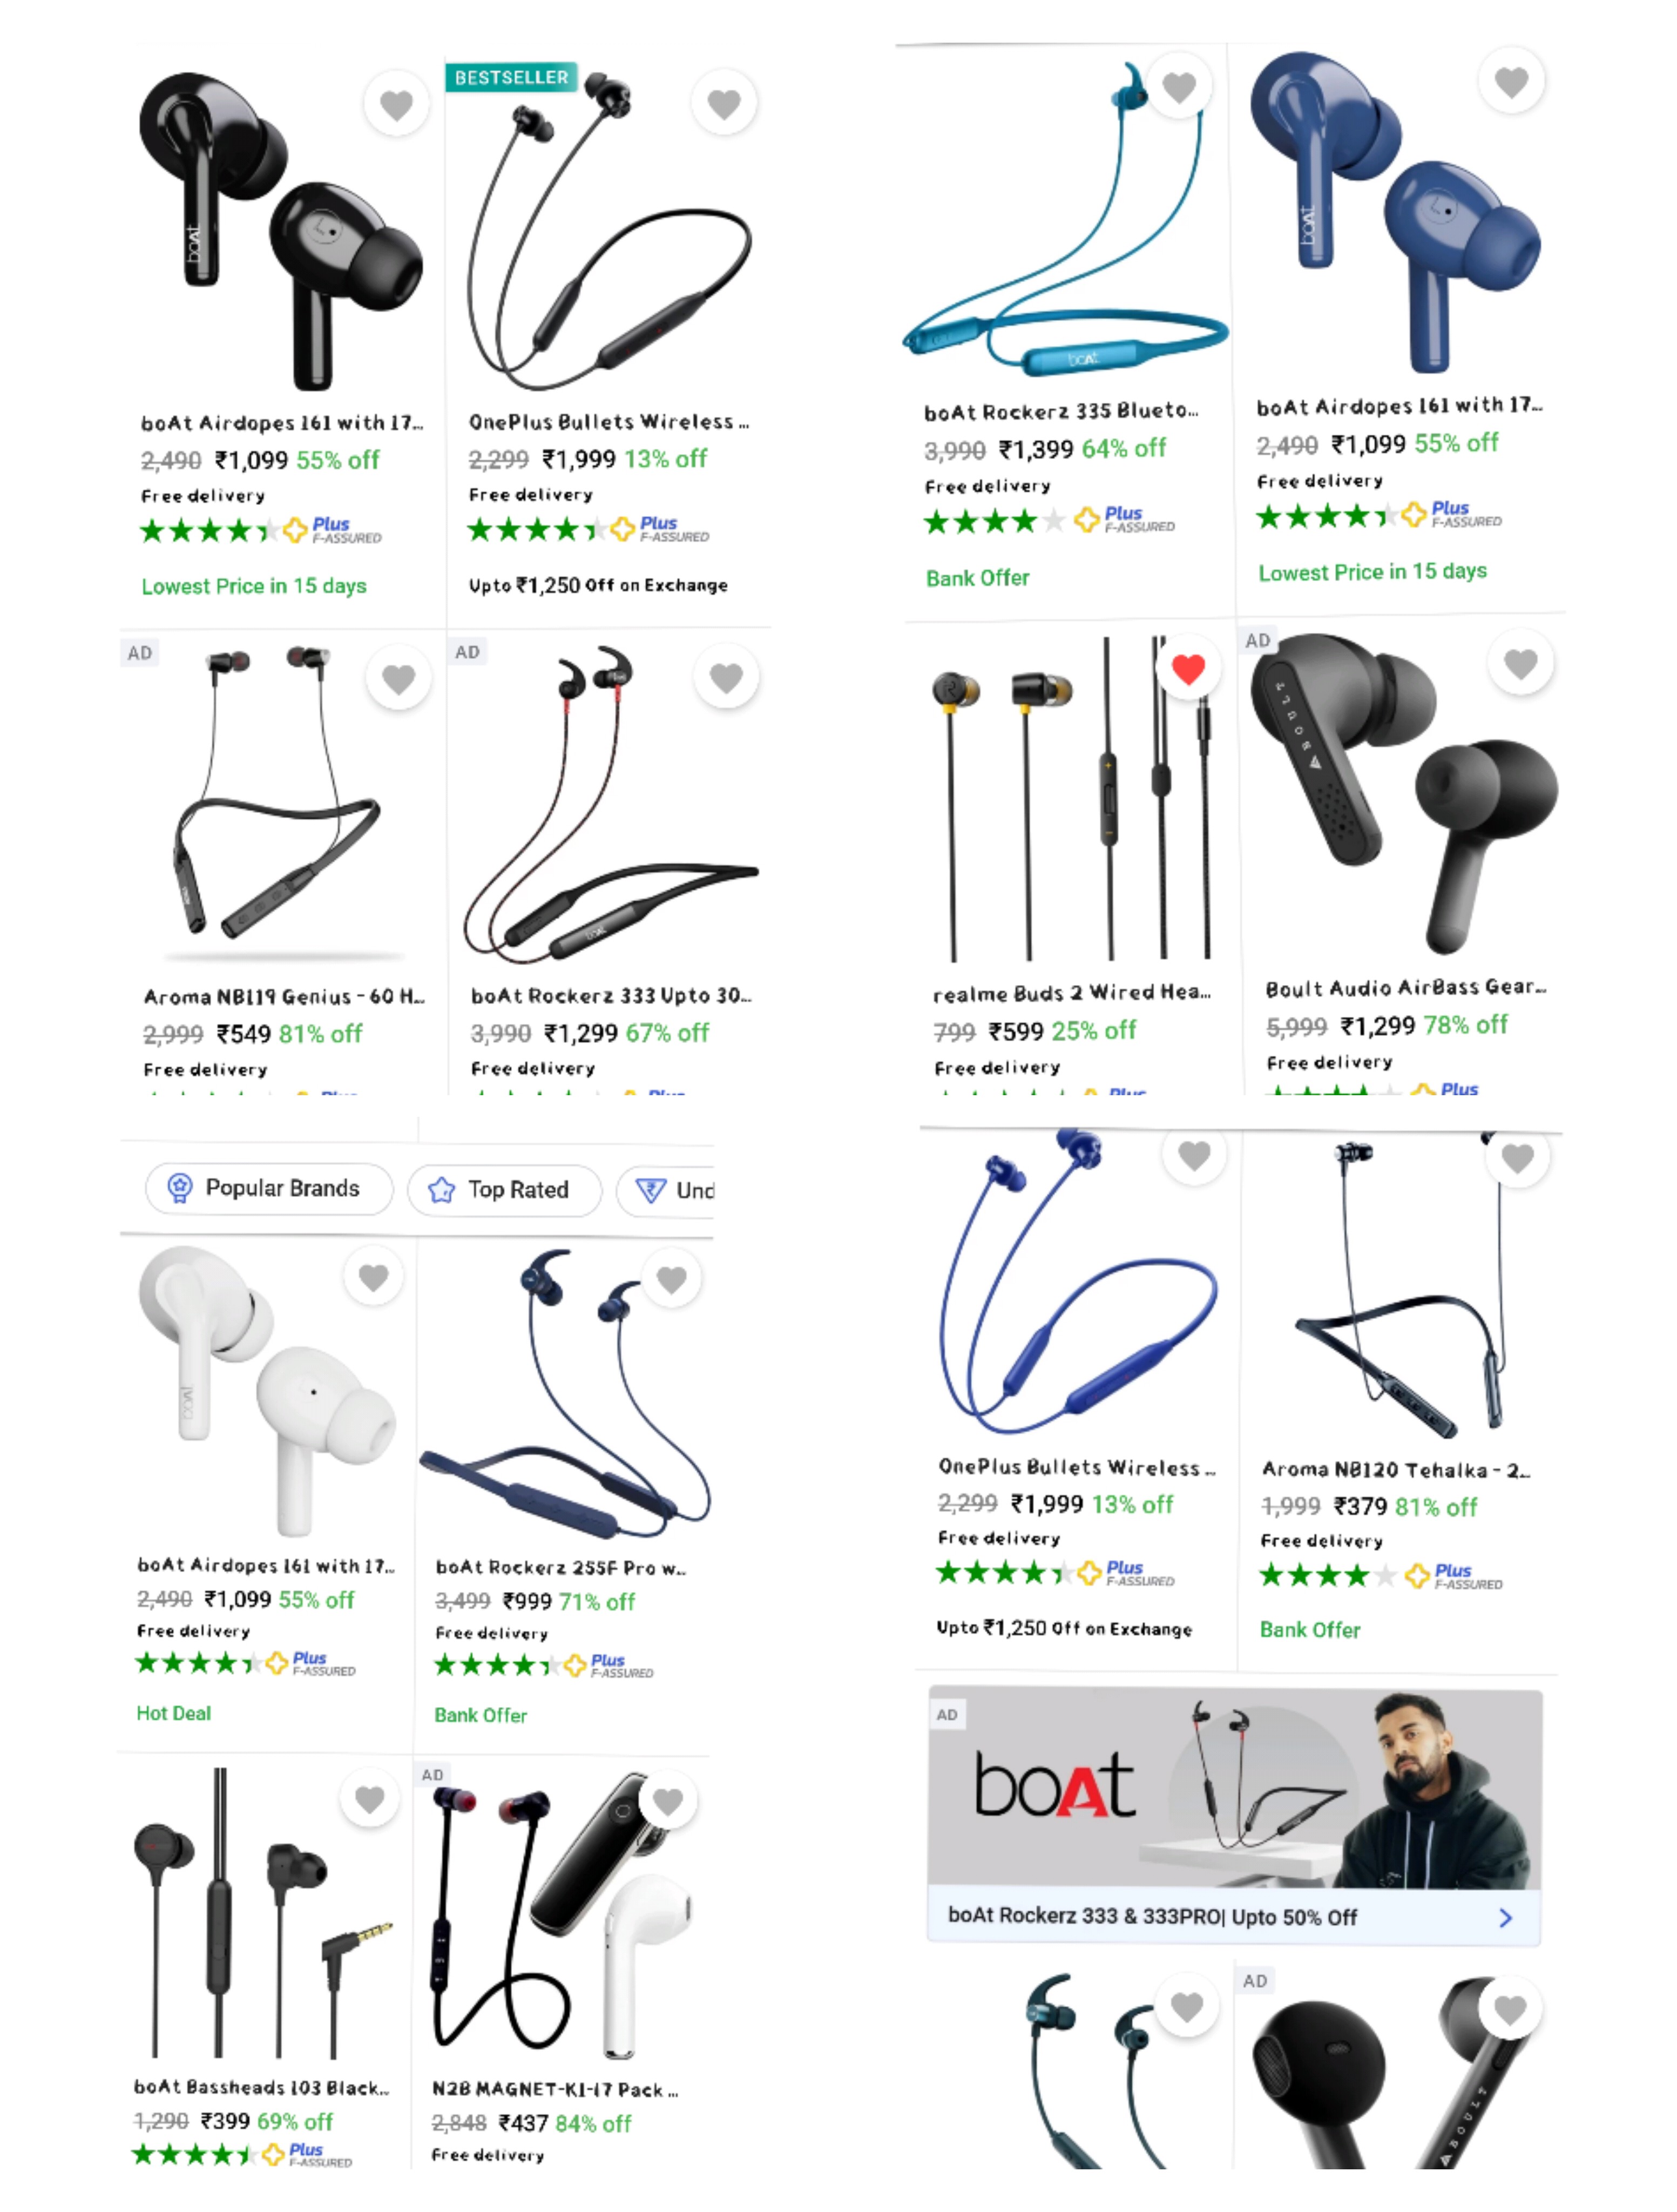 BESTSELLER
boAt
boAt Airdopes 161 with 17...
2,490 ₹1,099 55% off
Free delivery
Plus
F-ASSURED
Lowest Price in 15 days
OnePlus Bullets Wireless ...
2,299 ₹1,999 13% off
Free delivery
Plus
F-ASSURED
Upto ₹1,250 Off on Exchange
AD
Aroma NB119 Genius - 60 H...
2,999 ₹549 81% off
Free delivery
Plus
AD
boAt
boAt Rockerz 333 Upto 30...
3,990 ₹1,299 67% off
Free delivery
Plus
boAt
boAt Rockerz 335 Blueto...
3,990 ₹1,399 64% off
Free delivery
Plus
F-ASSURED
Bank Offer
boAt
boAt Airdopes 161 with 17...
2,490 ₹1,099 55% off
Free delivery
Plus
F-ASSURED
Lowest Price in 15 days
realme Buds 2 Wired Hea...
799 ₹599 25% off
Free delivery
Plus
AD
BOULT
Boult Audio AirBass Gear...
5,999 ₹1,299 78% off
Free delivery
Plus
Popular Brands
Top Rated
Und
boAt
boAt Airdopes 161 with 17...
2,490 ₹1,099 55% off
Free delivery
Plus
F-ASSURED
Hot Deal
boAt Rockerz 255F Pro w...
3,499 ₹999 71% off
Free delivery
Plus
F-ASSURED
Bank Offer
boAt Bassheads 103 Black...
1,290 ₹399 69% off
Plus
F-ASSURED
AD
N2B MAGNET-K1-I7 Pack ...
2,848 ₹437 84% off
Free delivery
OnePlus Bullets Wireless ...
2,299 ₹1,999 13% off
Free delivery
Plus
F-ASSURED
Upto ₹1,250 Off on Exchange
Aroma NB120 Tehalka - 2...
1,999 ₹379 81% off
Free delivery
Plus
F-ASSURED
Bank Offer
AD
boAt
boAt Rockerz 333 & 333PRO| Upto 50% Off
AD
BOULT